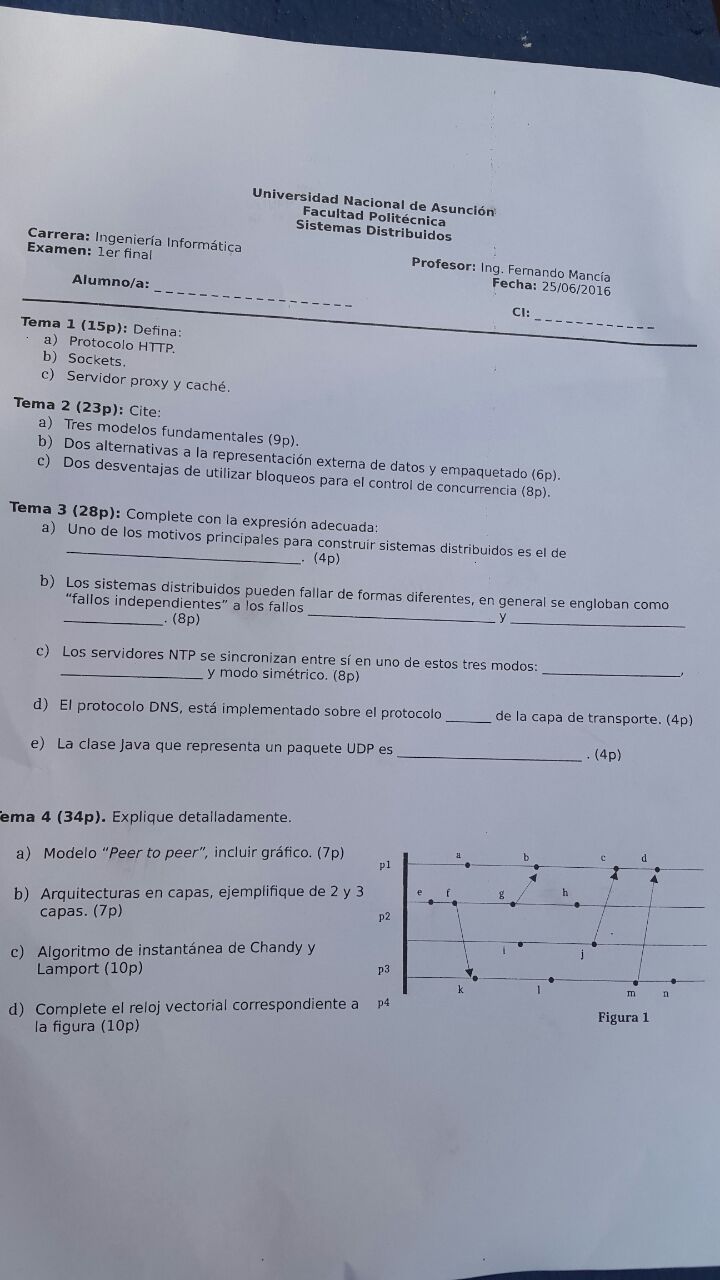 Universidad Nacional de Asunción
Facultad Politécnica
Sistemas Distribuidos
Carrera: Ingeniería Informática
Examen: 1er final
Profesor: Ing. Fernando Mancía
Fecha: 25/06/2016
Alumno/a: _ _ _ _ _ _ _ _ _ _ _ _ _ _ _ _ _ _
CI: _ _ _ _ _ _ _ _ _ _ _
Tema 1 (15p): Defina:
a) Protocolo HTTP.
b) Sockets.
c) Servidor proxy y caché.
Tema 2 (23p): Cite:
a) Tres modelos fundamentales (9p).
b) Dos alternativas a la representación externa de datos y empaquetado (6p).
c) Dos desventajas de utilizar bloqueos para el control de concurrencia (8p).
Tema 3 (28p): Complete con la expresión adecuada:
a) Uno de los motivos principales para construir sistemas distribuidos es el de
______________________________. (4p)
b) Los sistemas distribuidos pueden fallar de formas diferentes, en general se engloban como
"fallos independientes" a los fallos ________________________ y ______________________
_____________. (8p)
c) Los servidores NTP se sincronizan entre sí en uno de estos tres modos: __________________,
__________________ y modo simétrico. (8p)
d) El protocolo DNS, está implementado sobre el protocolo ______ de la capa de transporte. (4p)
e) La clase Java que representa un paquete UDP es ________________________ . (4p)
Tema 4 (34p). Explique detalladamente.
a) Modelo "Peer to peer", incluir gráfico. (7p)
b) Arquitecturas en capas, ejemplifique de 2 y 3
capas. (7p)
c) Algoritmo de instantánea de Chandy y
Lamport (10p)
d) Complete el reloj vectorial correspondiente a
la figura (10p)
a b c d
p1
e f g h
p2
i j
p3
k l m n
p4
Figura 1